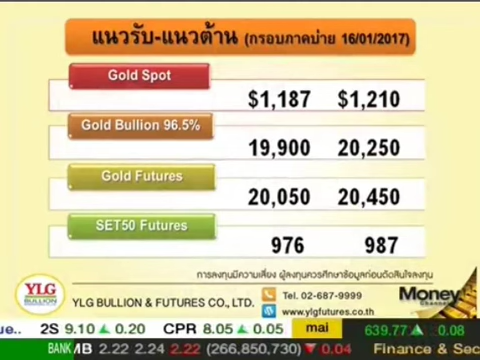 แนวรับ-แนวต้าน (กรอบภาคบ่าย 16/01/2017)
Gold Spot
$1,187 $1,210
Gold Bullion 96.5%
19,900 20,250
Gold Futures
20,050 20,450
SET50 Futures
976 987
การลงทุนมีความเสี่ยง ผู้ลงทุนควรศึกษาข้อมูลก่อนตัดสินใจลงทุน
YLG
BULLION
YLG BULLION & FUTURES CO., LTD.
Tel. 02-687-9999
www.ylgfutures.co.th
Money
Channel
ue.. 2S 9.10 ▲ 0.20 CPR 8.05 ▲ 0.05 mai 639.77 ▲ 0.08
BANK MB 2.22 2.24 2.22 (266,850,730) ▼ 0.04 Finance & Sec